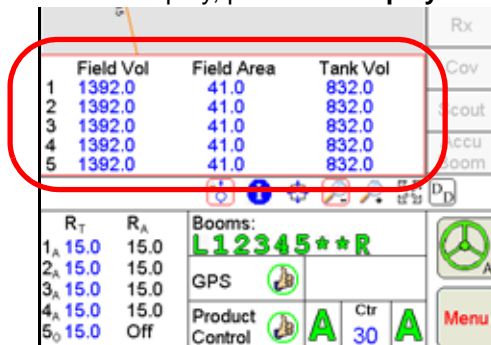 Rx
Cov
Scout
Accu
Boom
Field Vol Field Area Tank Vol
1 1392.0 41.0 832.0
2 1392.0 41.0 832.0
3 1392.0 41.0 832.0
4 1392.0 41.0 832.0
5 1392.0 41.0 832.0
DD
RT RA
1A 15.0 15.0
2A 15.0 15.0
3A 15.0 15.0
4A 15.0 15.0
5O 15.0 Off
Booms:
L12345**R
GPS
Product
Control
A
Ctr
30
A
A
Menu